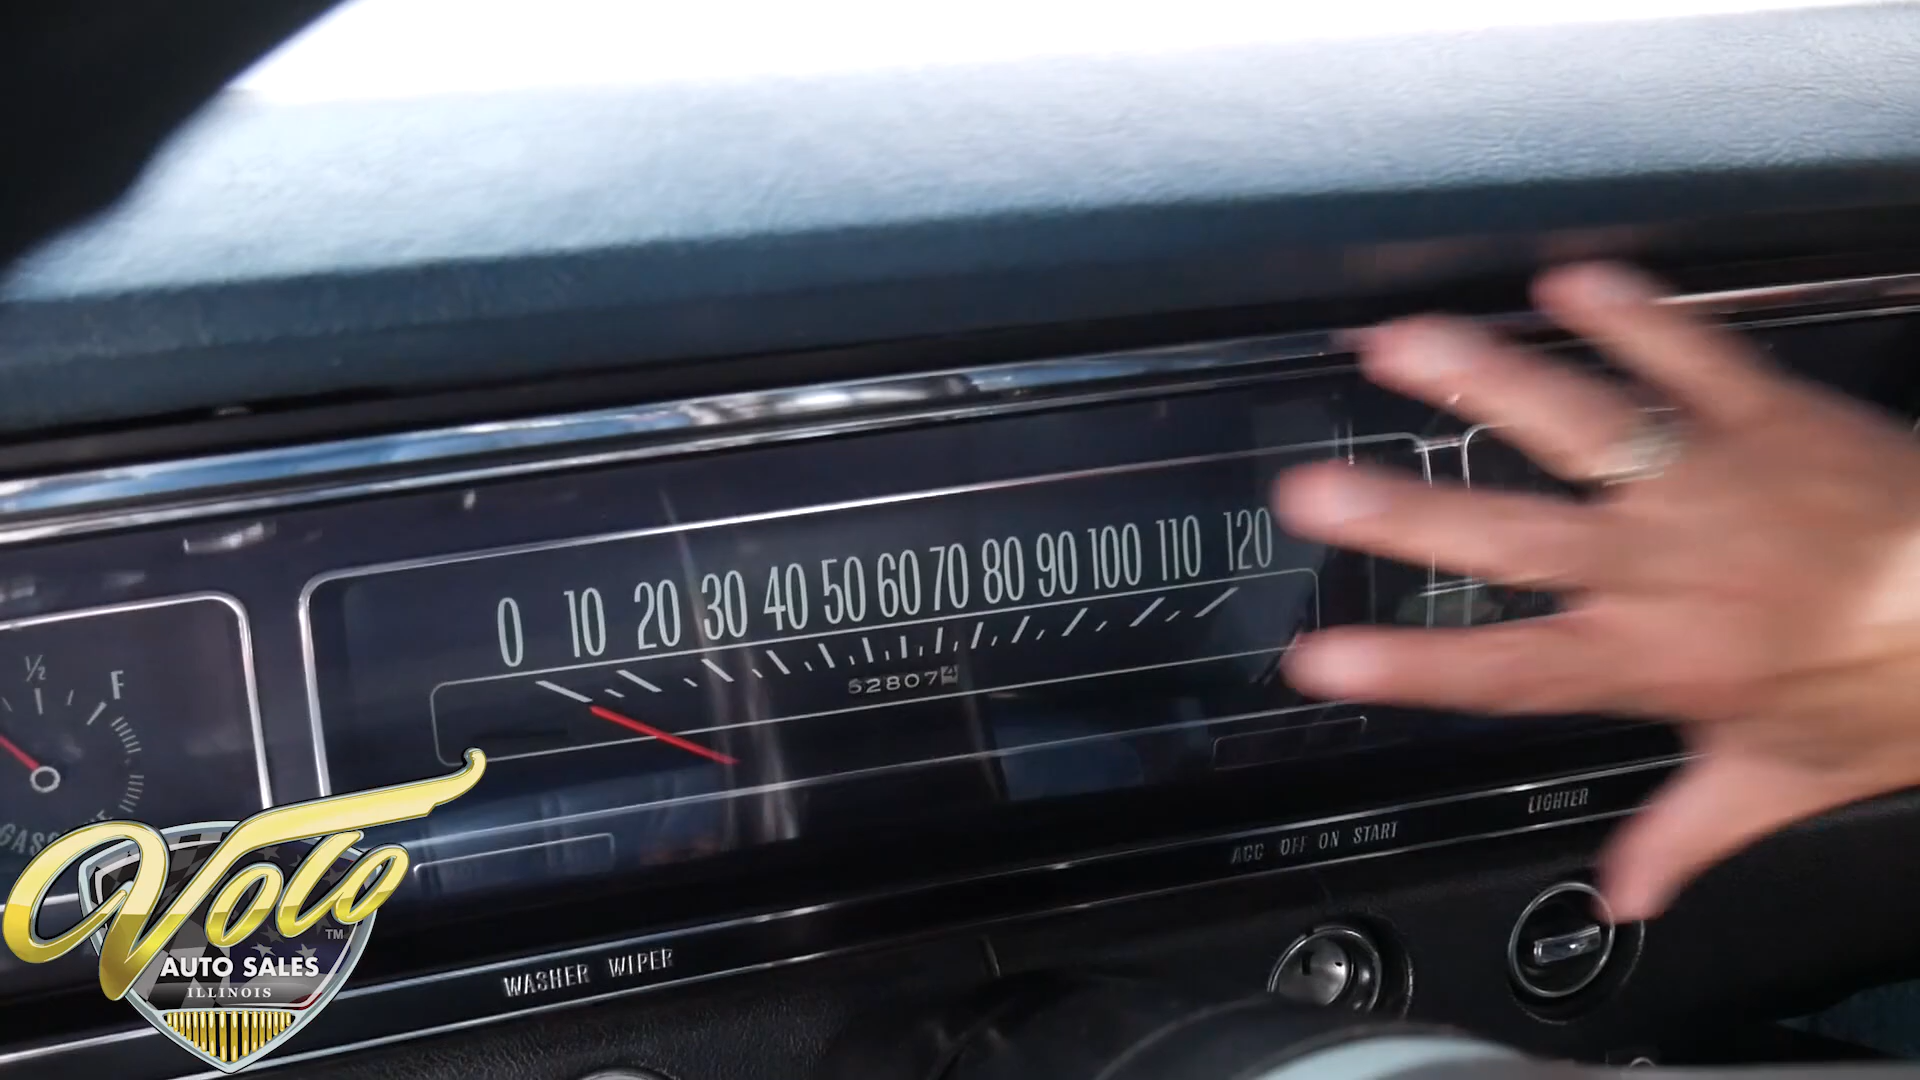 0 10 20 30 40 50 60 70 80 90 100 110 120
½ F
52807
LIGHTER
ACC OFF ON START
WASHER WIPER
Volo
TM
AUTO SALES
ILLINOIS